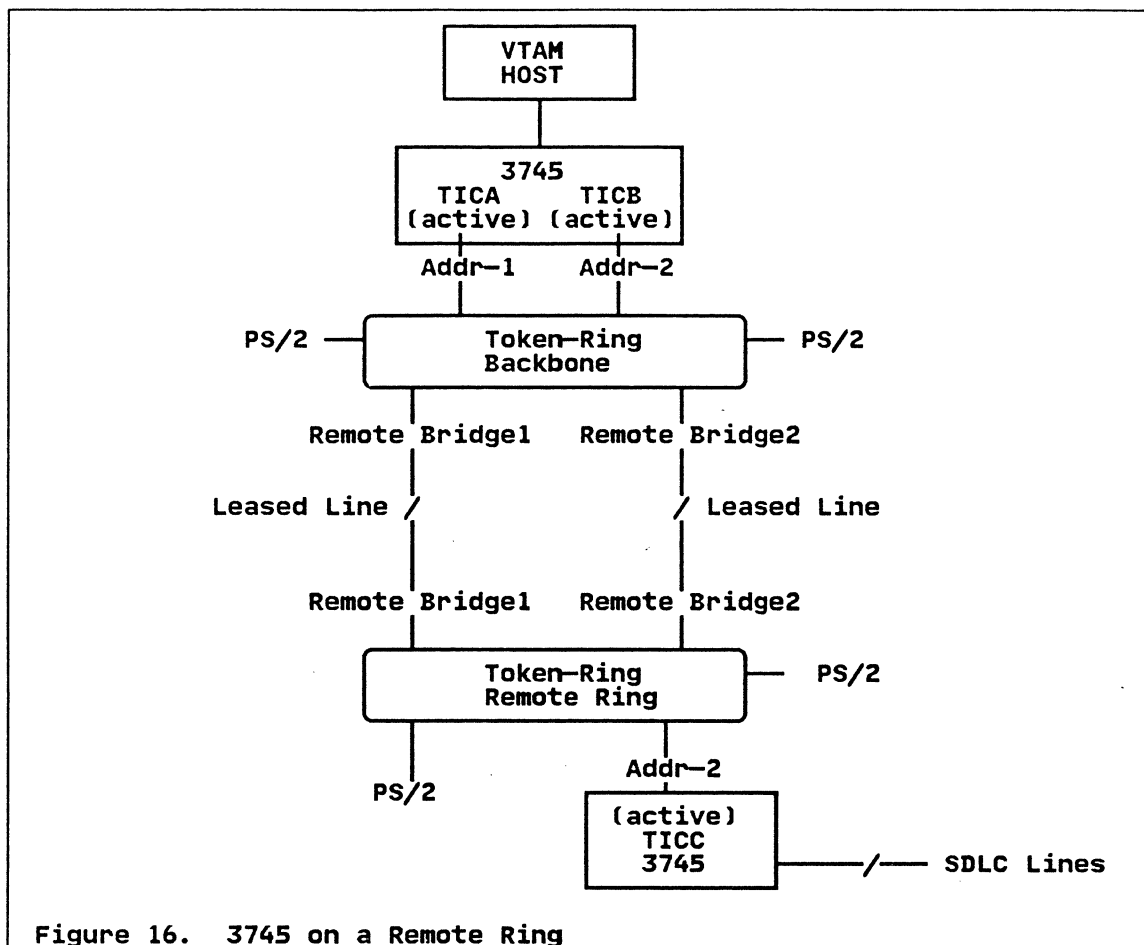 VTAM
HOST
3745
TICA TICB
(active) (active)
Addr-1 Addr-2
PS/2 Token-Ring PS/2
Backbone
Remote Bridge1 Remote Bridge2
Leased Line Leased Line
Remote Bridge1 Remote Bridge2
Token-Ring PS/2
Remote Ring
Addr-2
PS/2
(active)
TICC
3745 SDLC Lines
Figure 16. 3745 on a Remote Ring